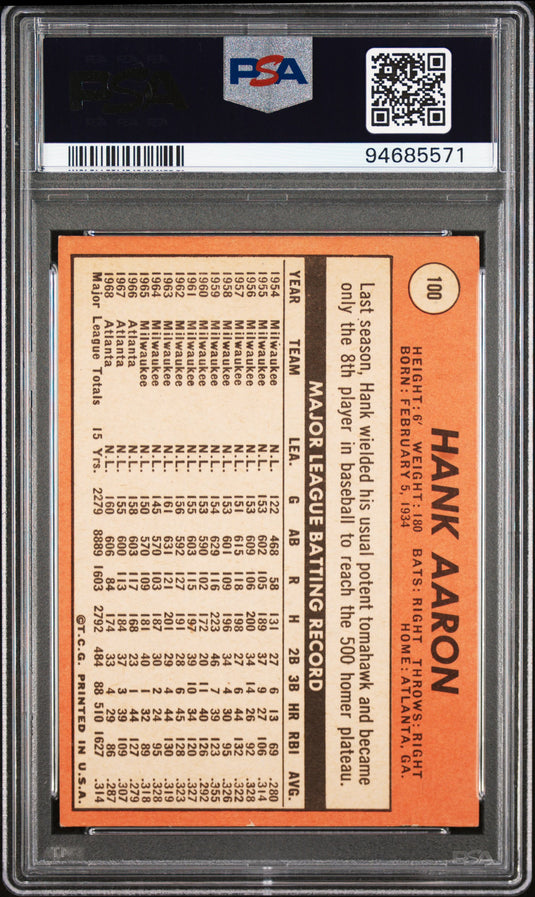 PSA
PSA
94685571
100
HANK AARON
HEIGHT: 6' WEIGHT: 180 BATS: RIGHT THROWS: RIGHT
BORN: FEBRUARY 5, 1934 HOME: ATLANTA, GA.
Last season, Hank wielded his usual potent tomahawk and became
only the 8th player in baseball to reach the 500 homer plateau.
MAJOR LEAGUE BATTING RECORD
YEAR TEAM LEA. G AB R H 2B 3B HR RBI AVG.
1954 Milwaukee N.L. 122 468 58 131 27 6 13 69 .280
1955 Milwaukee N.L. 153 602 105 189 37 9 27 106 .314
1956 Milwaukee N.L. 153 609 106 200 34 14 26 92 .328
1957 Milwaukee N.L. 151 615 118 198 27 6 44 132 .322
1958 Milwaukee N.L. 153 601 109 196 34 4 30 95 .326
1959 Milwaukee N.L. 154 629 116 223 46 7 39 123 .355
1960 Milwaukee N.L. 153 590 102 172 20 11 40 126 .292
1961 Milwaukee N.L. 155 603 115 197 39 10 34 120 .327
1962 Milwaukee N.L. 156 592 127 191 28 6 45 128 .323
1963 Milwaukee N.L. 161 631 121 201 29 4 44 130 .319
1964 Milwaukee N.L. 145 570 103 187 30 2 24 95 .328
1965 Milwaukee N.L. 150 570 109 181 40 1 32 89 .318
1966 Atlanta N.L. 158 603 117 168 23 1 44 127 .279
1967 Atlanta N.L. 155 600 113 184 37 3 39 109 .307
1968 Atlanta N.L. 160 606 84 174 33 4 29 86 .287
Major League Totals 15 Yrs. 2279 8889 1603 2792 484 88 510 1627 .314
©T.C.G. PRINTED IN U.S.A.
PSA